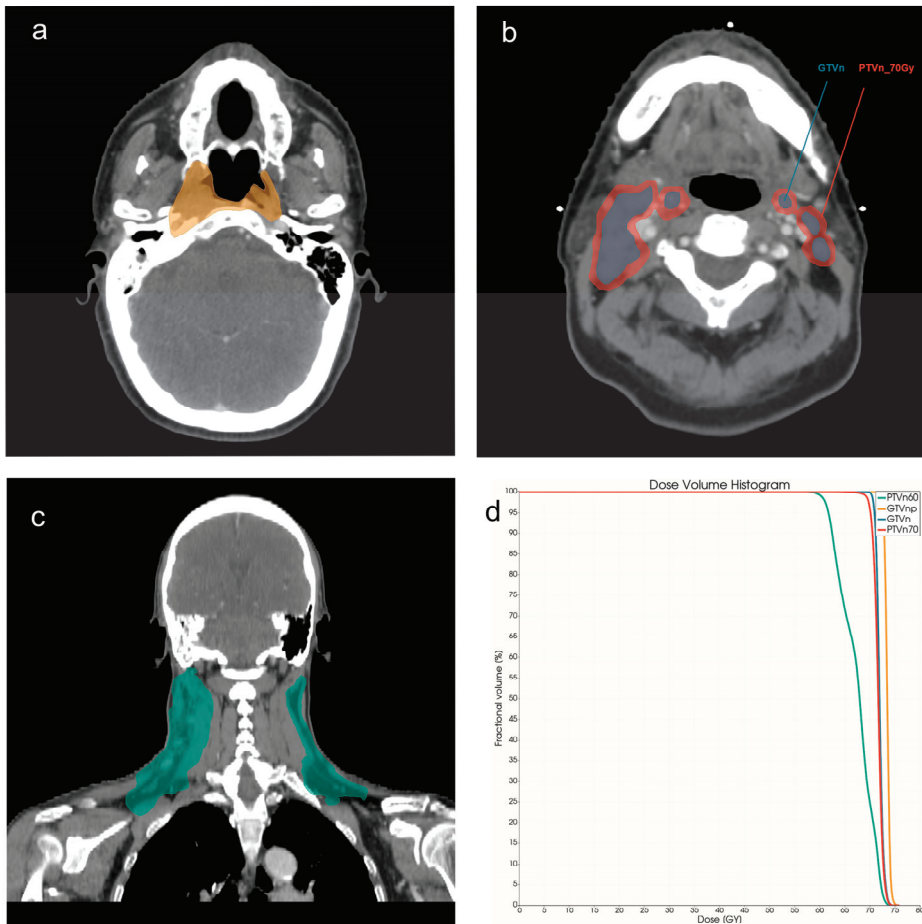 a
b
GTVn PTVn_70Gy
c
d
Dose Volume Histogram
PTVn60
GTVnp
GTVn
PTVn70
Fractional volume (%)
100
95
90
85
80
75
70
66
60
55
50
45
40
35
30
25
20
15
10
5
0
0 5 10 15 20 25 30 35 40 45 50 55 60 65 70 75 80
Dose [GY]